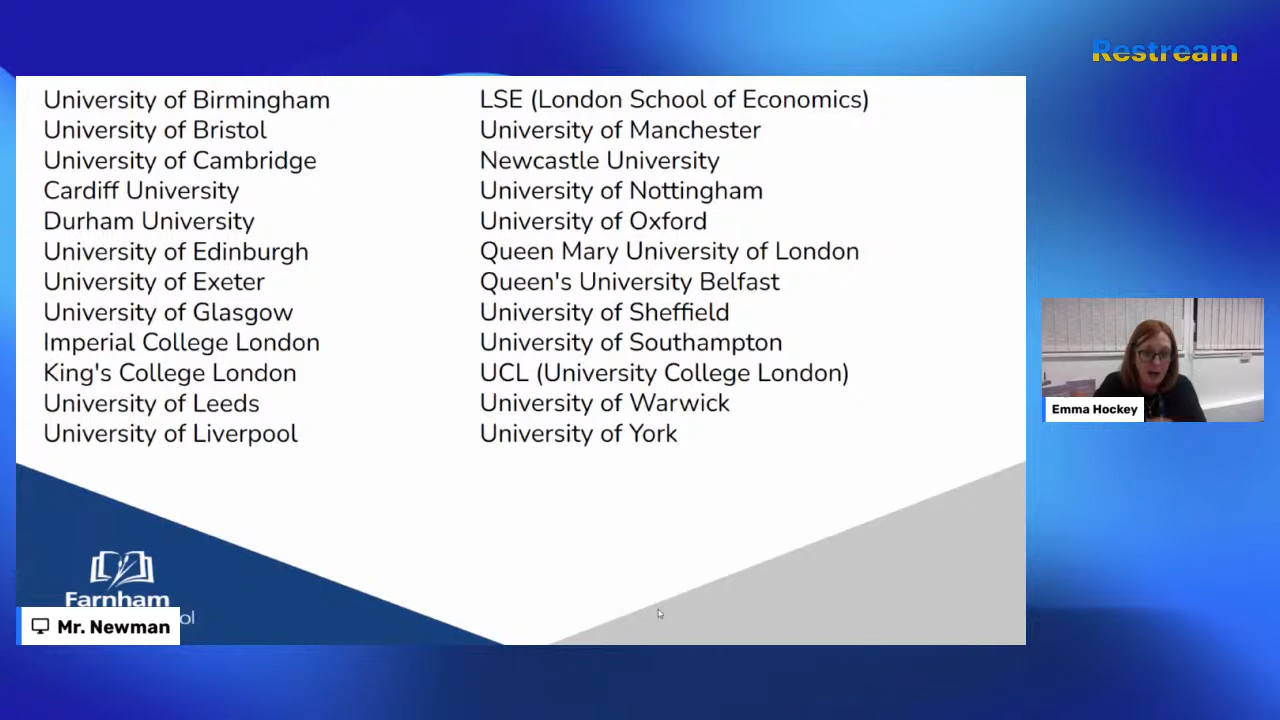 Restream
University of Birmingham
University of Bristol
University of Cambridge
Cardiff University
Durham University
University of Edinburgh
University of Exeter
University of Glasgow
Imperial College London
King's College London
University of Leeds
University of Liverpool
LSE (London School of Economics)
University of Manchester
Newcastle University
University of Nottingham
University of Oxford
Queen Mary University of London
Queen's University Belfast
University of Sheffield
University of Southampton
UCL (University College London)
University of Warwick
University of York
Emma Hockey
Farnham
Mr. Newman